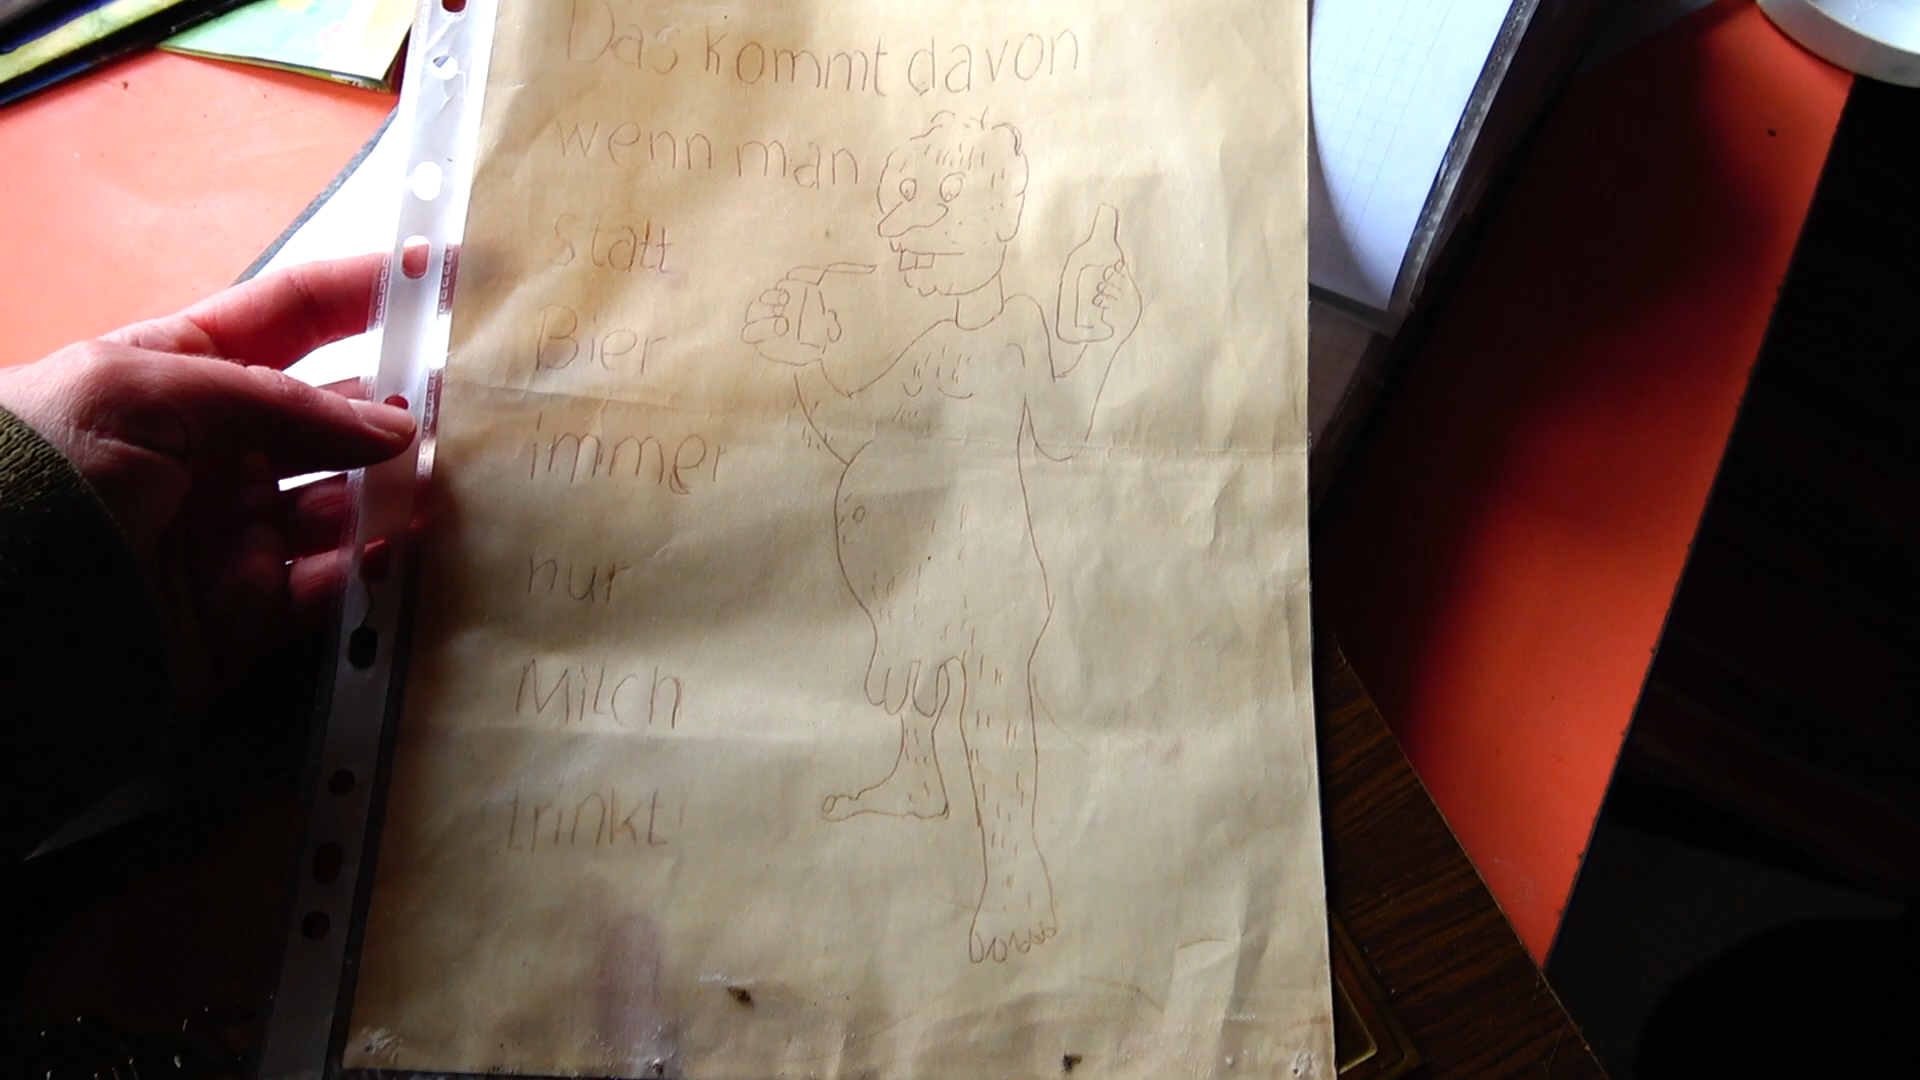 Das kommt davon
wenn man
statt
Bier
immer
nur
Milch
trinkt!